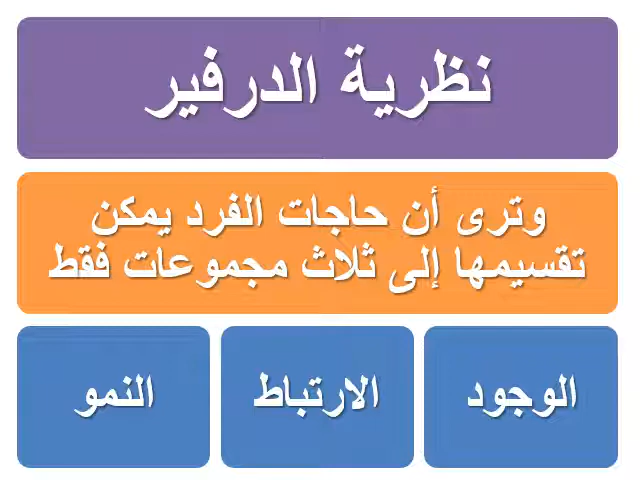 نظرية الدرفير
وترى أن حاجات الفرد يمكن
تقسيمها إلى ثلاث مجموعات فقط
الوجود
الارتباط
النمو